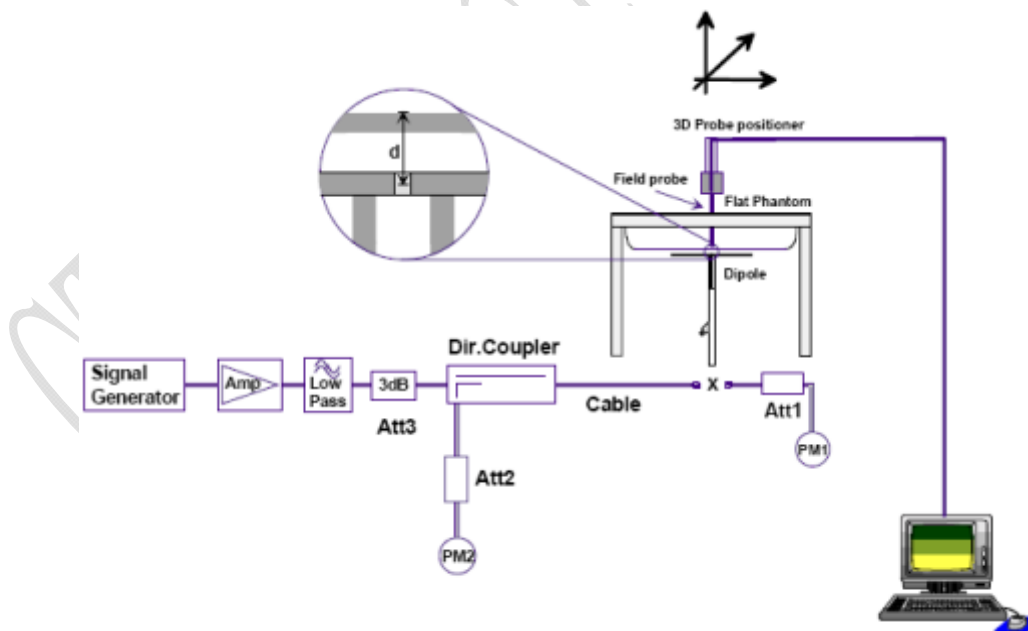 3D Probe positioner
d
Field probe
Flat Phantom
Dipole
Dir.Coupler
Signal
Generator
Amp
Low
Pass
3dB
Att3
Cable
X
Att1
PM1
Att2
PM2